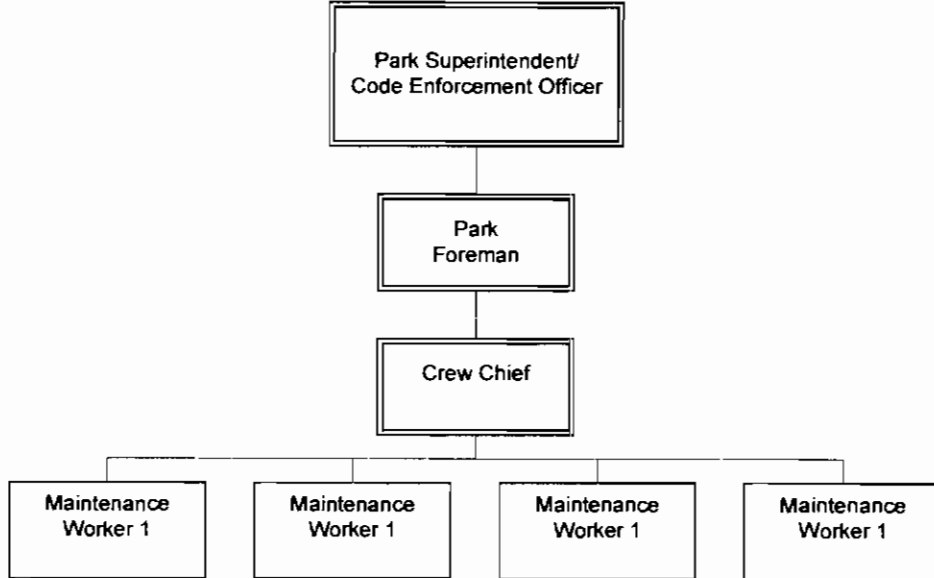 Park Superintendent/
Code Enforcement Officer
Park
Foreman
Crew Chief
Maintenance
Worker 1
Maintenance
Worker 1
Maintenance
Worker 1
Maintenance
Worker 1